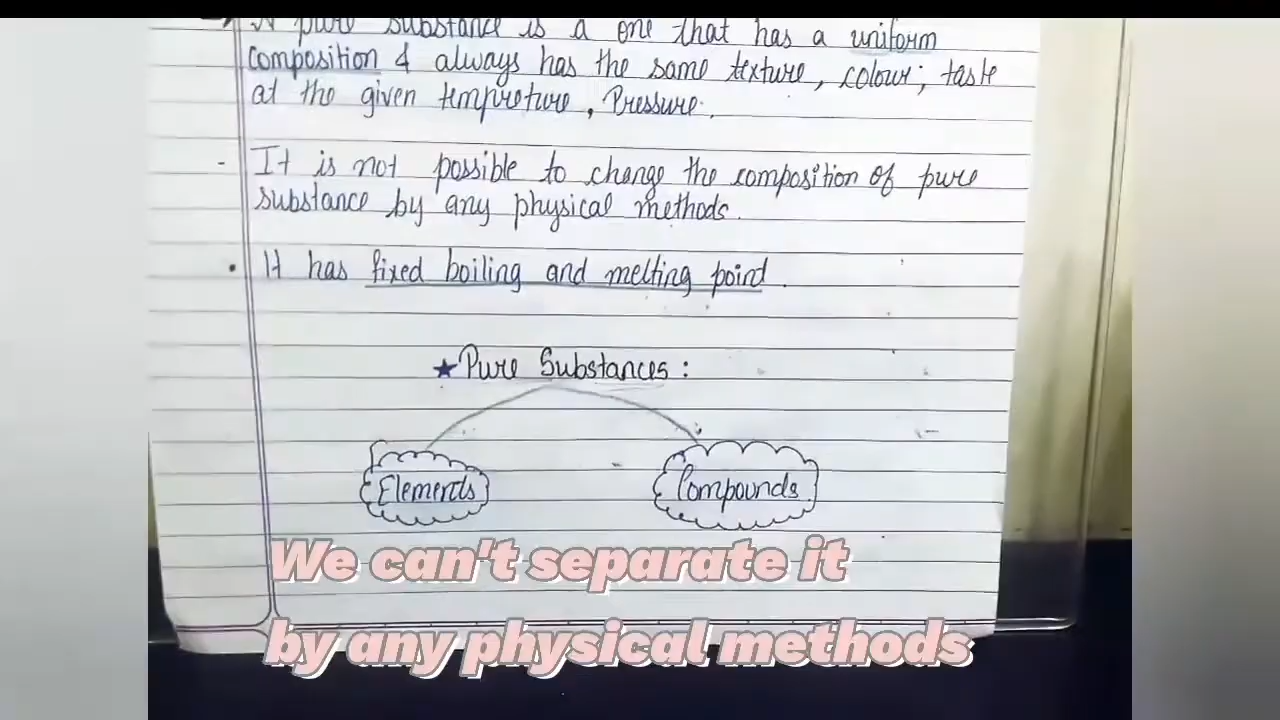 A pure substance is a one that has a uniform
composition & always has the same texture, colour, taste
at the given tempreture, Pressure.
- It is not possible to change the composition of pure
substance by any physical methods.
• It has fixed boiling and melting point.
★ Pure Substances:
Elements
Compounds
We can't separate it
by any physical methods